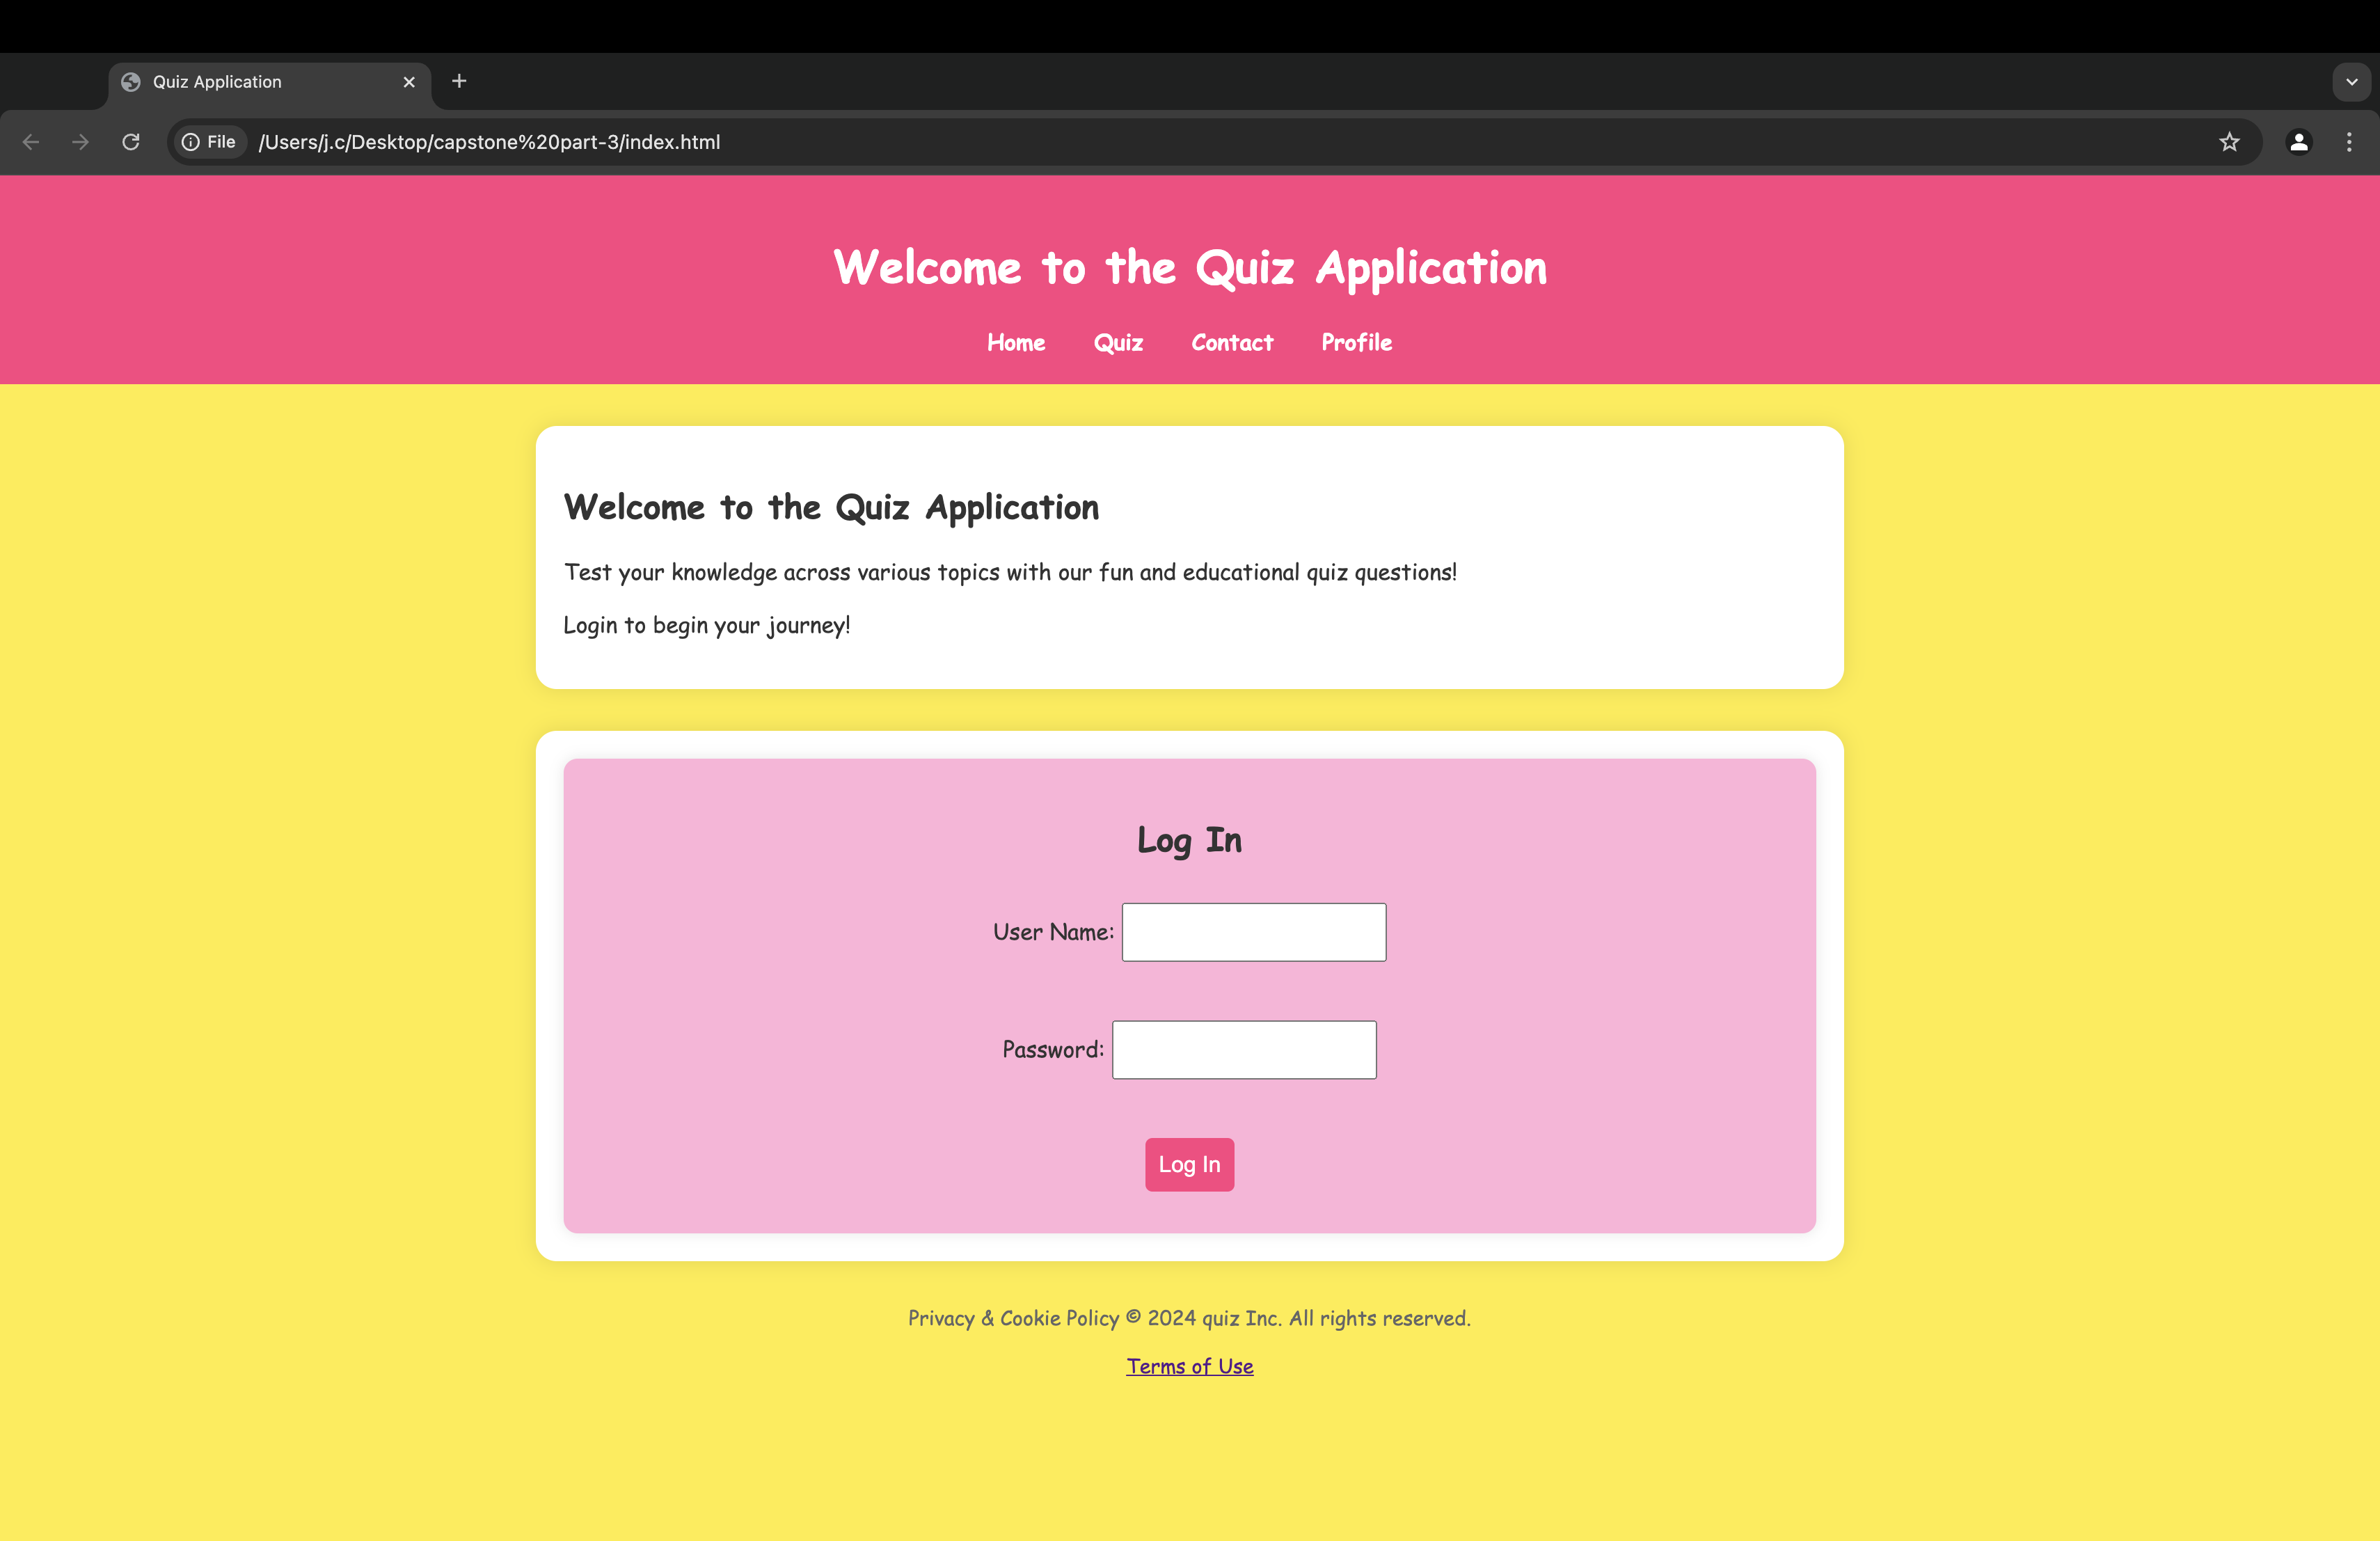 Quiz Application
File /Users/j.c/Desktop/capstone%20part-3/index.html
Welcome to the Quiz Application
Home Quiz Contact Profile
Welcome to the Quiz Application
Test your knowledge across various topics with our fun and educational quiz questions!
Login to begin your journey!
Log In
User Name:
Password:
Log In
Privacy & Cookie Policy © 2024 quiz Inc. All rights reserved.
Terms of Use